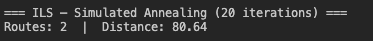 === ILS – Simulated Annealing (20 iterations) ===
Routes: 2  |  Distance: 80.64